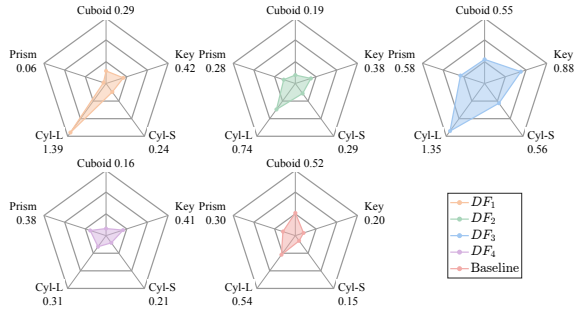 Cuboid 0.29
Prism
0.06
Key
0.42
Cyl-L
1.39
Cyl-S
0.24
Cuboid 0.19
Prism
0.28
Key
0.38
Cyl-L
0.74
Cyl-S
0.29
Cuboid 0.55
Prism
0.58
Key
0.88
Cyl-L
1.35
Cyl-S
0.56
Cuboid 0.16
Prism
0.38
Key
0.41
Cyl-L
0.31
Cyl-S
0.21
Cuboid 0.52
Prism
0.30
Key
0.20
Cyl-L
0.54
Cyl-S
0.15
DF₁
DF₂
DF₃
DF₄
Baseline